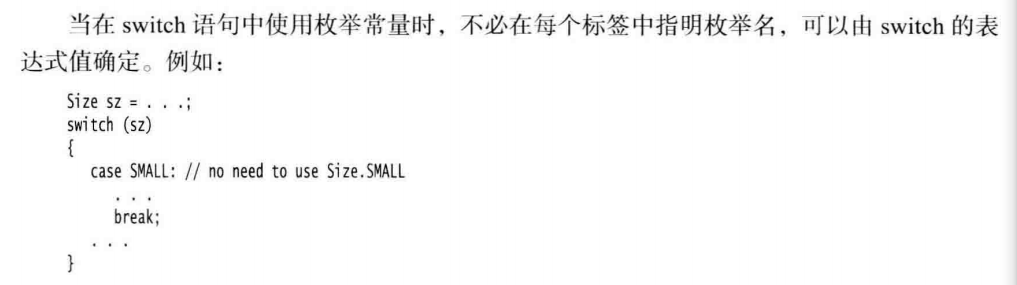 当在 switch 语句中使用枚举常量时，不必在每个标签中指明枚举名，可以由 switch 的表
达式值确定。例如：
Size sz = . . .;
switch (sz)
{
case SMALL: // no need to use Size.SMALL
. . .
break;
. . .
}